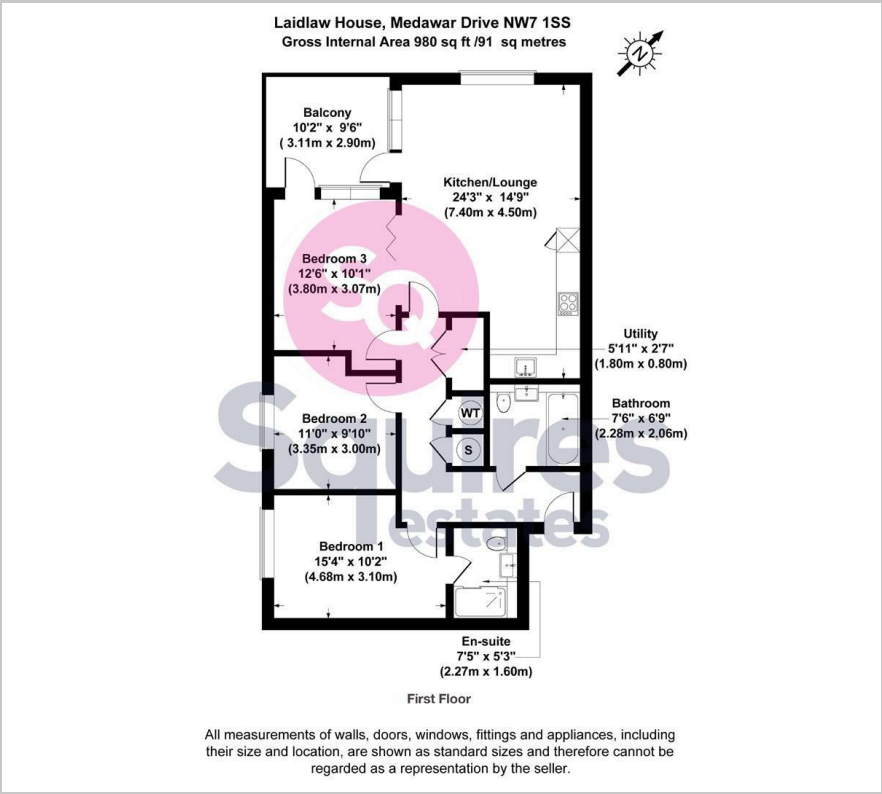 Laidlaw House, Medawar Drive NW7 1SS
Gross Internal Area 980 sq ft /91 sq metres
N
Balcony
10'2" x 9'6"
( 3.11m x 2.90m)
Kitchen/Lounge
24'3" x 14'9"
(7.40m x 4.50m)
Bedroom 3
12'6" x 10'1"
(3.80m x 3.07m)
SQ
Utility
5'11" x 2'7"
(1.80m x 0.80m)
Bathroom
7'6" x 6'9"
(2.28m x 2.06m)
WT
S
Bedroom 2
11'0" x 9'10"
(3.35m x 3.00m)
Squires
estates
Bedroom 1
15'4" x 10'2"
(4.68m x 3.10m)
En-suite
7'5" x 5'3"
(2.27m x 1.60m)
First Floor
All measurements of walls, doors, windows, fittings and appliances, including
their size and location, are shown as standard sizes and therefore cannot be
regarded as a representation by the seller.